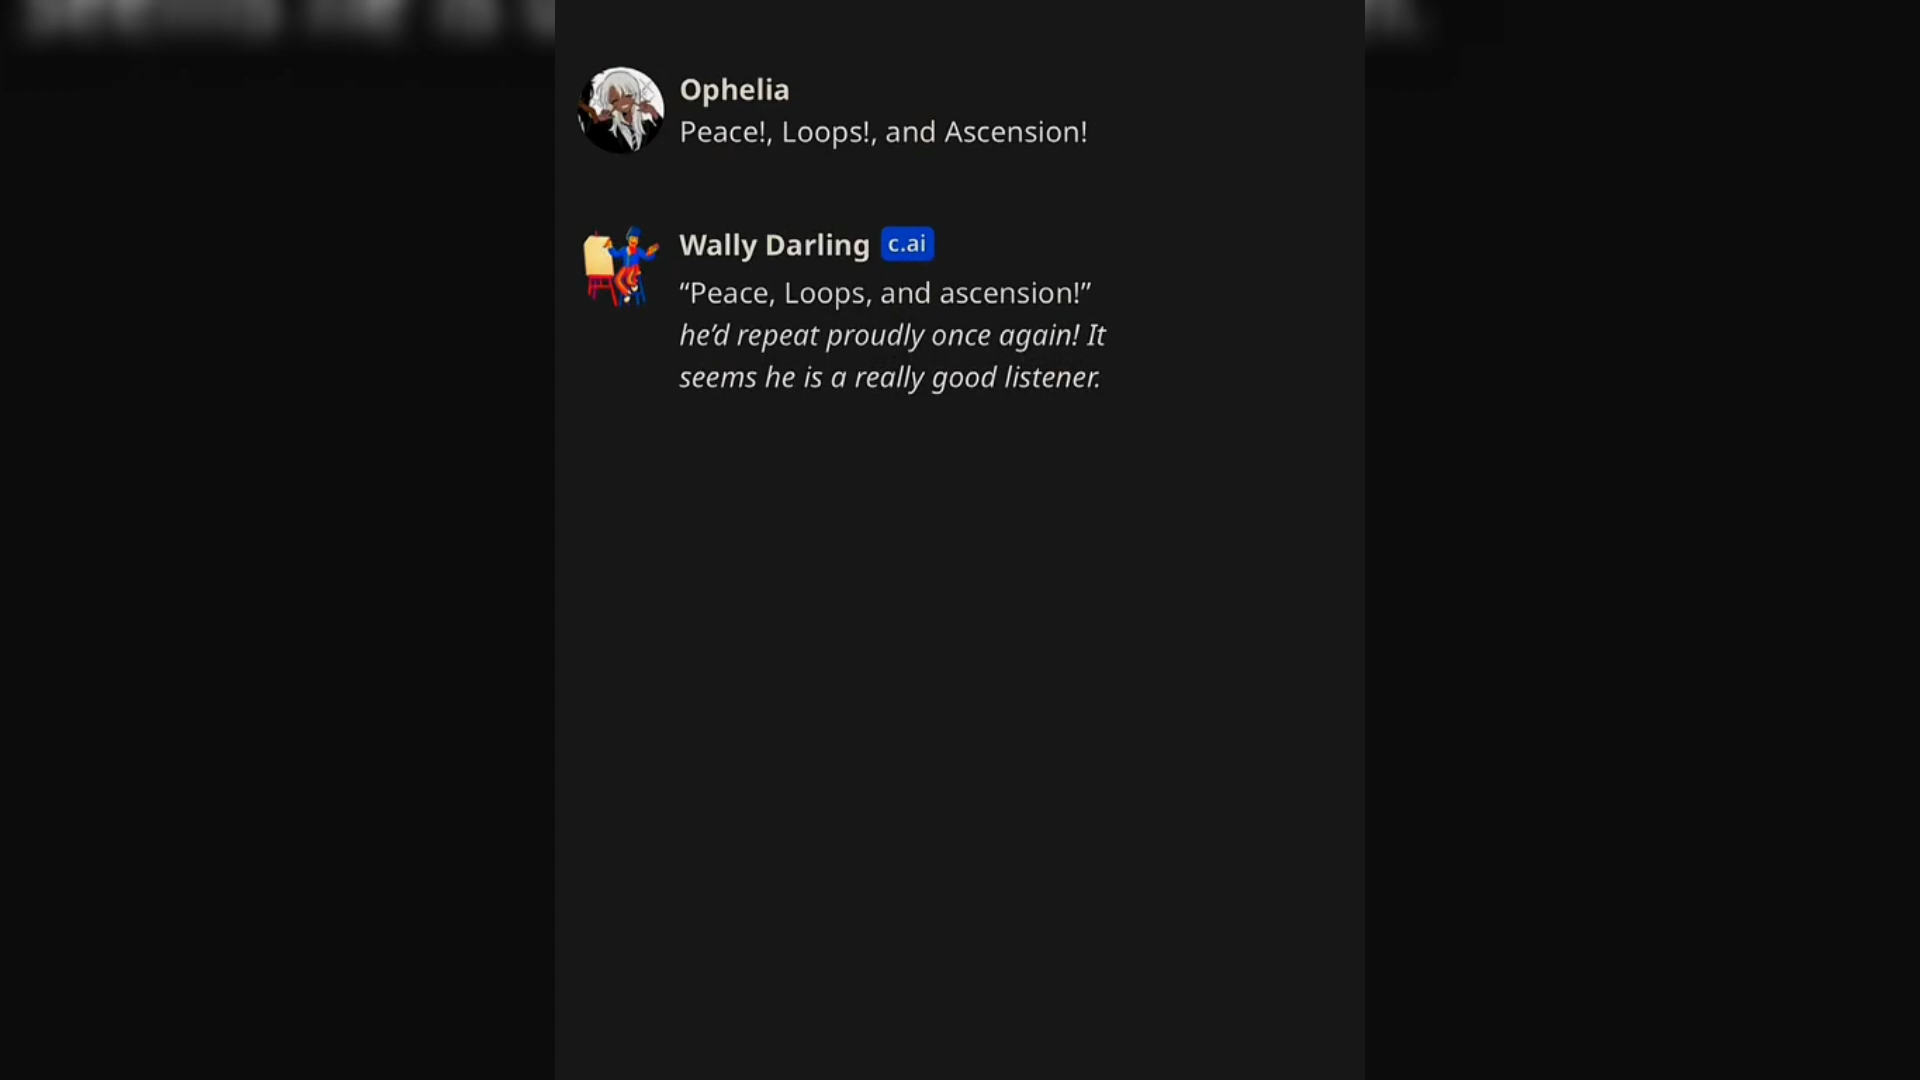 Ophelia
Peace!, Loops!, and Ascension!
Wally Darling c.ai
“Peace, Loops, and ascension!”
he’d repeat proudly once again! It
seems he is a really good listener.